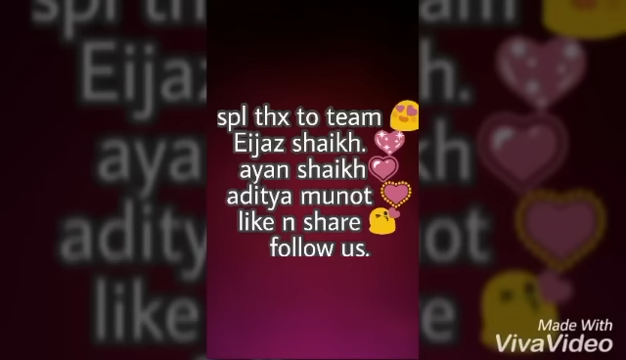 spl thx to team 😍
Eijaz shaikh. 💖
ayan shaikh💗
aditya munot 💟
like n share 😘
follow us.
Made With
VivaVideo